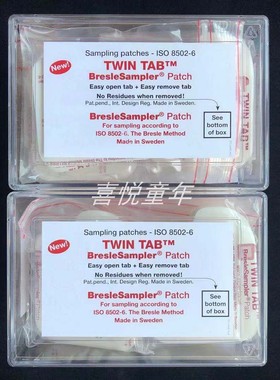 Sampling patches - ISO 8502-6
New!
TWIN TAB™
BresleSampler® Patch
Easy open tab + Easy remove tab
No Residues when removed!
Pat.pend., Int. Design Reg. Made in Sweden.
BresleSampler® Patch
For sampling according to
ISO 8502-6. The Bresle Method
Made in Sweden
See
bottom
of box
喜悦童年
Sampling patches - ISO 8502-6
New!
TWIN TAB™
BresleSampler® Patch
Easy open tab + Easy remove tab
No Residues when removed!
Pat.pend., Int. Design Reg. Made in Sweden.
BresleSampler® Patch
For sampling according to
ISO 8502-6. The Bresle Method
Made in Sweden
See
bottom
of box
TWIN TAB
BresleSampler® Patch